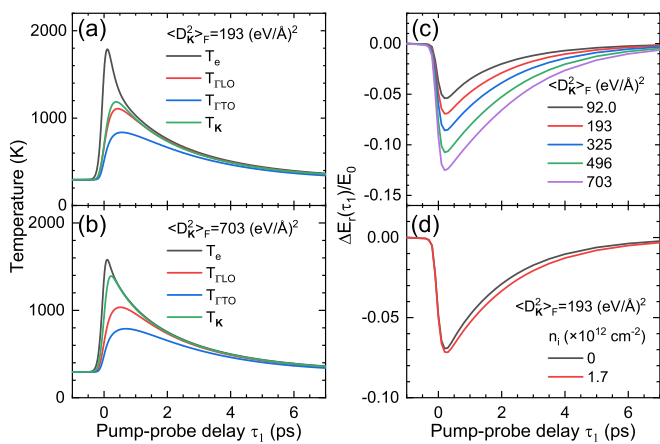 (a)
<D²_K>_F=193 (eV/Å)²
T_e
T_ΓLO
T_ΓTO
T_K
2000
1200
400
(b)
<D²_K>_F=703 (eV/Å)²
T_e
T_ΓLO
T_ΓTO
T_K
2000
1200
400
0
Temperature (K)
0 2 4 6
Pump-probe delay τ₁ (ps)
(c)
<D²_K>_F (eV/Å)²
92.0
193
325
496
703
0.00
-0.05
-0.10
-0.15
ΔE_r(τ₁)/E₀
(d)
<D²_K>_F=193 (eV/Å)²
n_i (×10¹² cm⁻²)
0
1.7
0.00
-0.05
-0.10
0 2 4 6
Pump-probe delay τ₁ (ps)